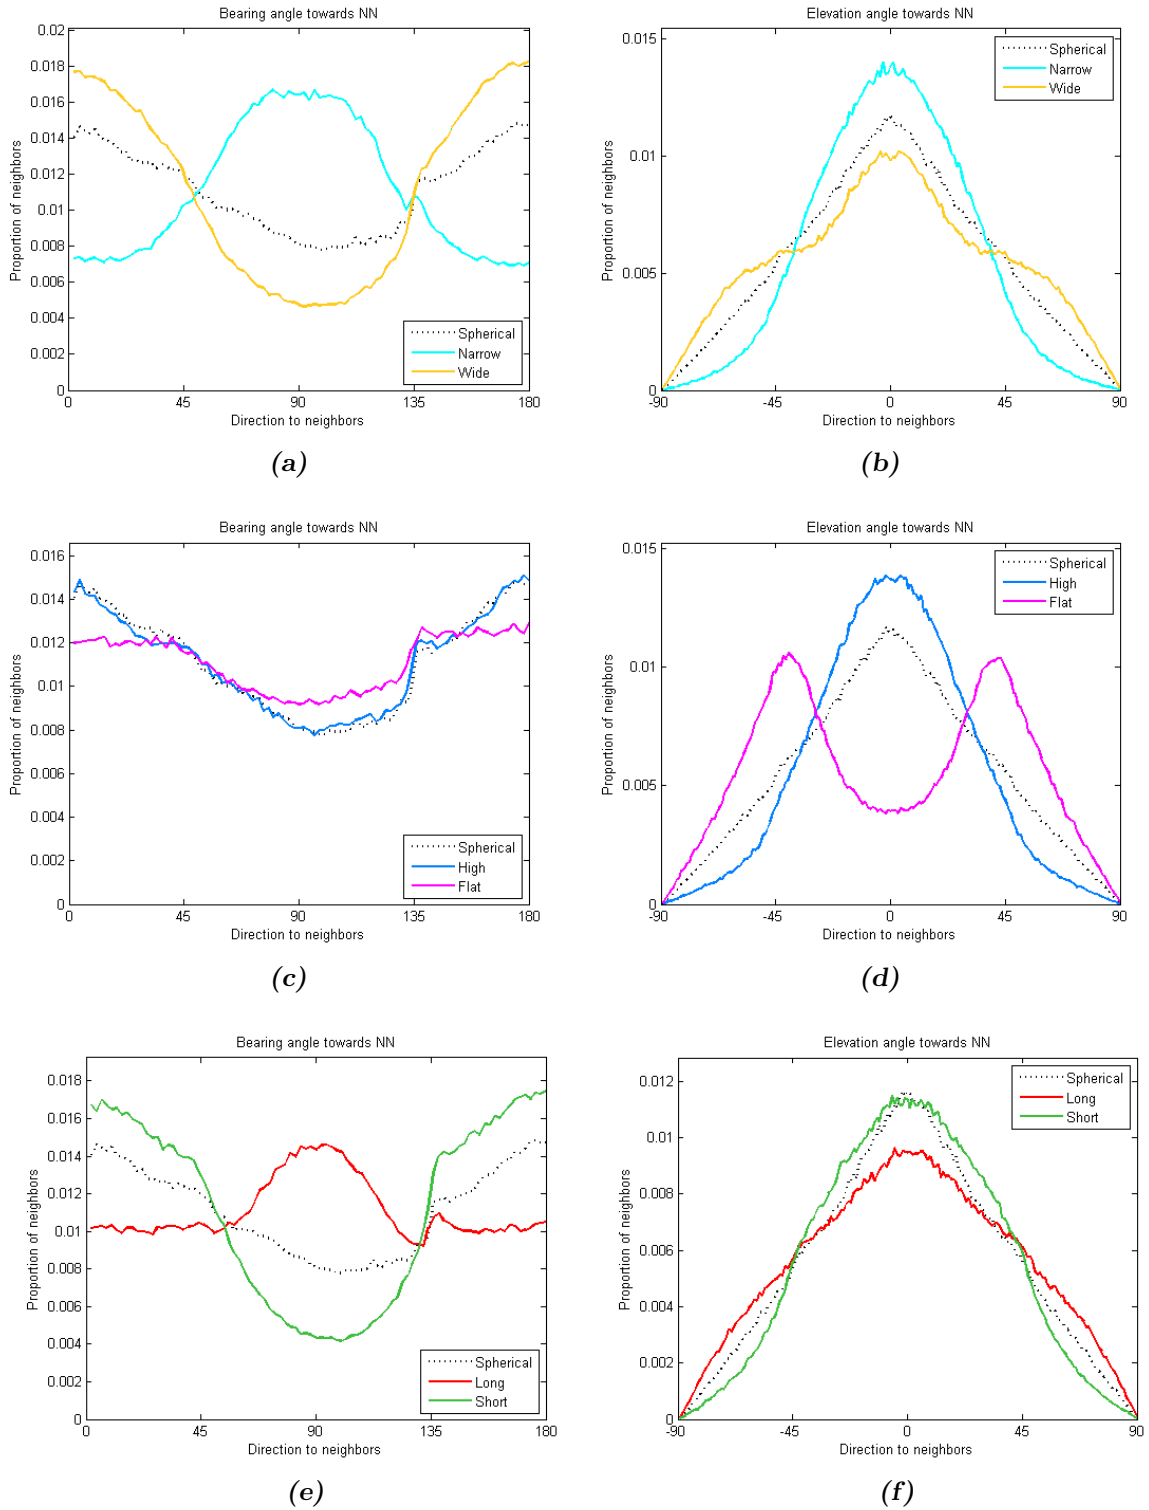 Bearing angle towards NN
0.02
0.018
0.016
0.014
0.012
0.01
0.008
0.006
0.004
0.002
0
Proportion of neighbors
Spherical
Narrow
Wide
0 45 90 135 180
Direction to neighbors
(a)
Elevation angle towards NN
0.015
0.01
0.005
0
Proportion of neighbors
Spherical
Narrow
Wide
-90 -45 0 45 90
Direction to neighbors
(b)
Bearing angle towards NN
0.016
0.014
0.012
0.01
0.008
0.006
0.004
0.002
0
Proportion of neighbors
Spherical
High
Flat
0 45 90 135 180
Direction to neighbors
(c)
Elevation angle towards NN
0.015
0.01
0.005
0
Proportion of neighbors
Spherical
High
Flat
-90 -45 0 45 90
Direction to neighbors
(d)
Bearing angle towards NN
0.018
0.016
0.014
0.012
0.01
0.008
0.006
0.004
0.002
0
Proportion of neighbors
Spherical
Long
Short
0 45 90 135 180
Direction to neighbors
(e)
Elevation angle towards NN
0.012
0.01
0.008
0.006
0.004
0.002
0
Proportion of neighbors
Spherical
Long
Short
-90 -45 0 45 90
Direction to neighbors
(f)